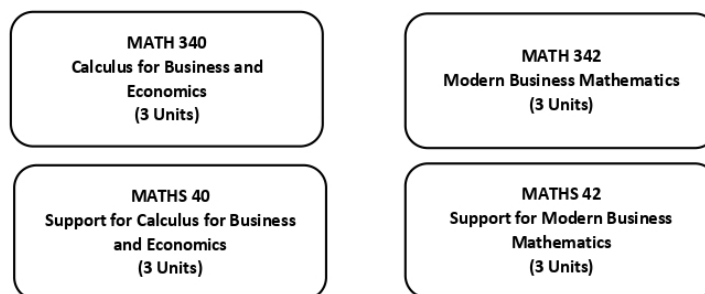 MATH 340
Calculus for Business and
Economics
(3 Units)
MATH 342
Modern Business Mathematics
(3 Units)
MATHS 40
Support for Calculus for Business
and Economics
(3 Units)
MATHS 42
Support for Modern Business
Mathematics
(3 Units)